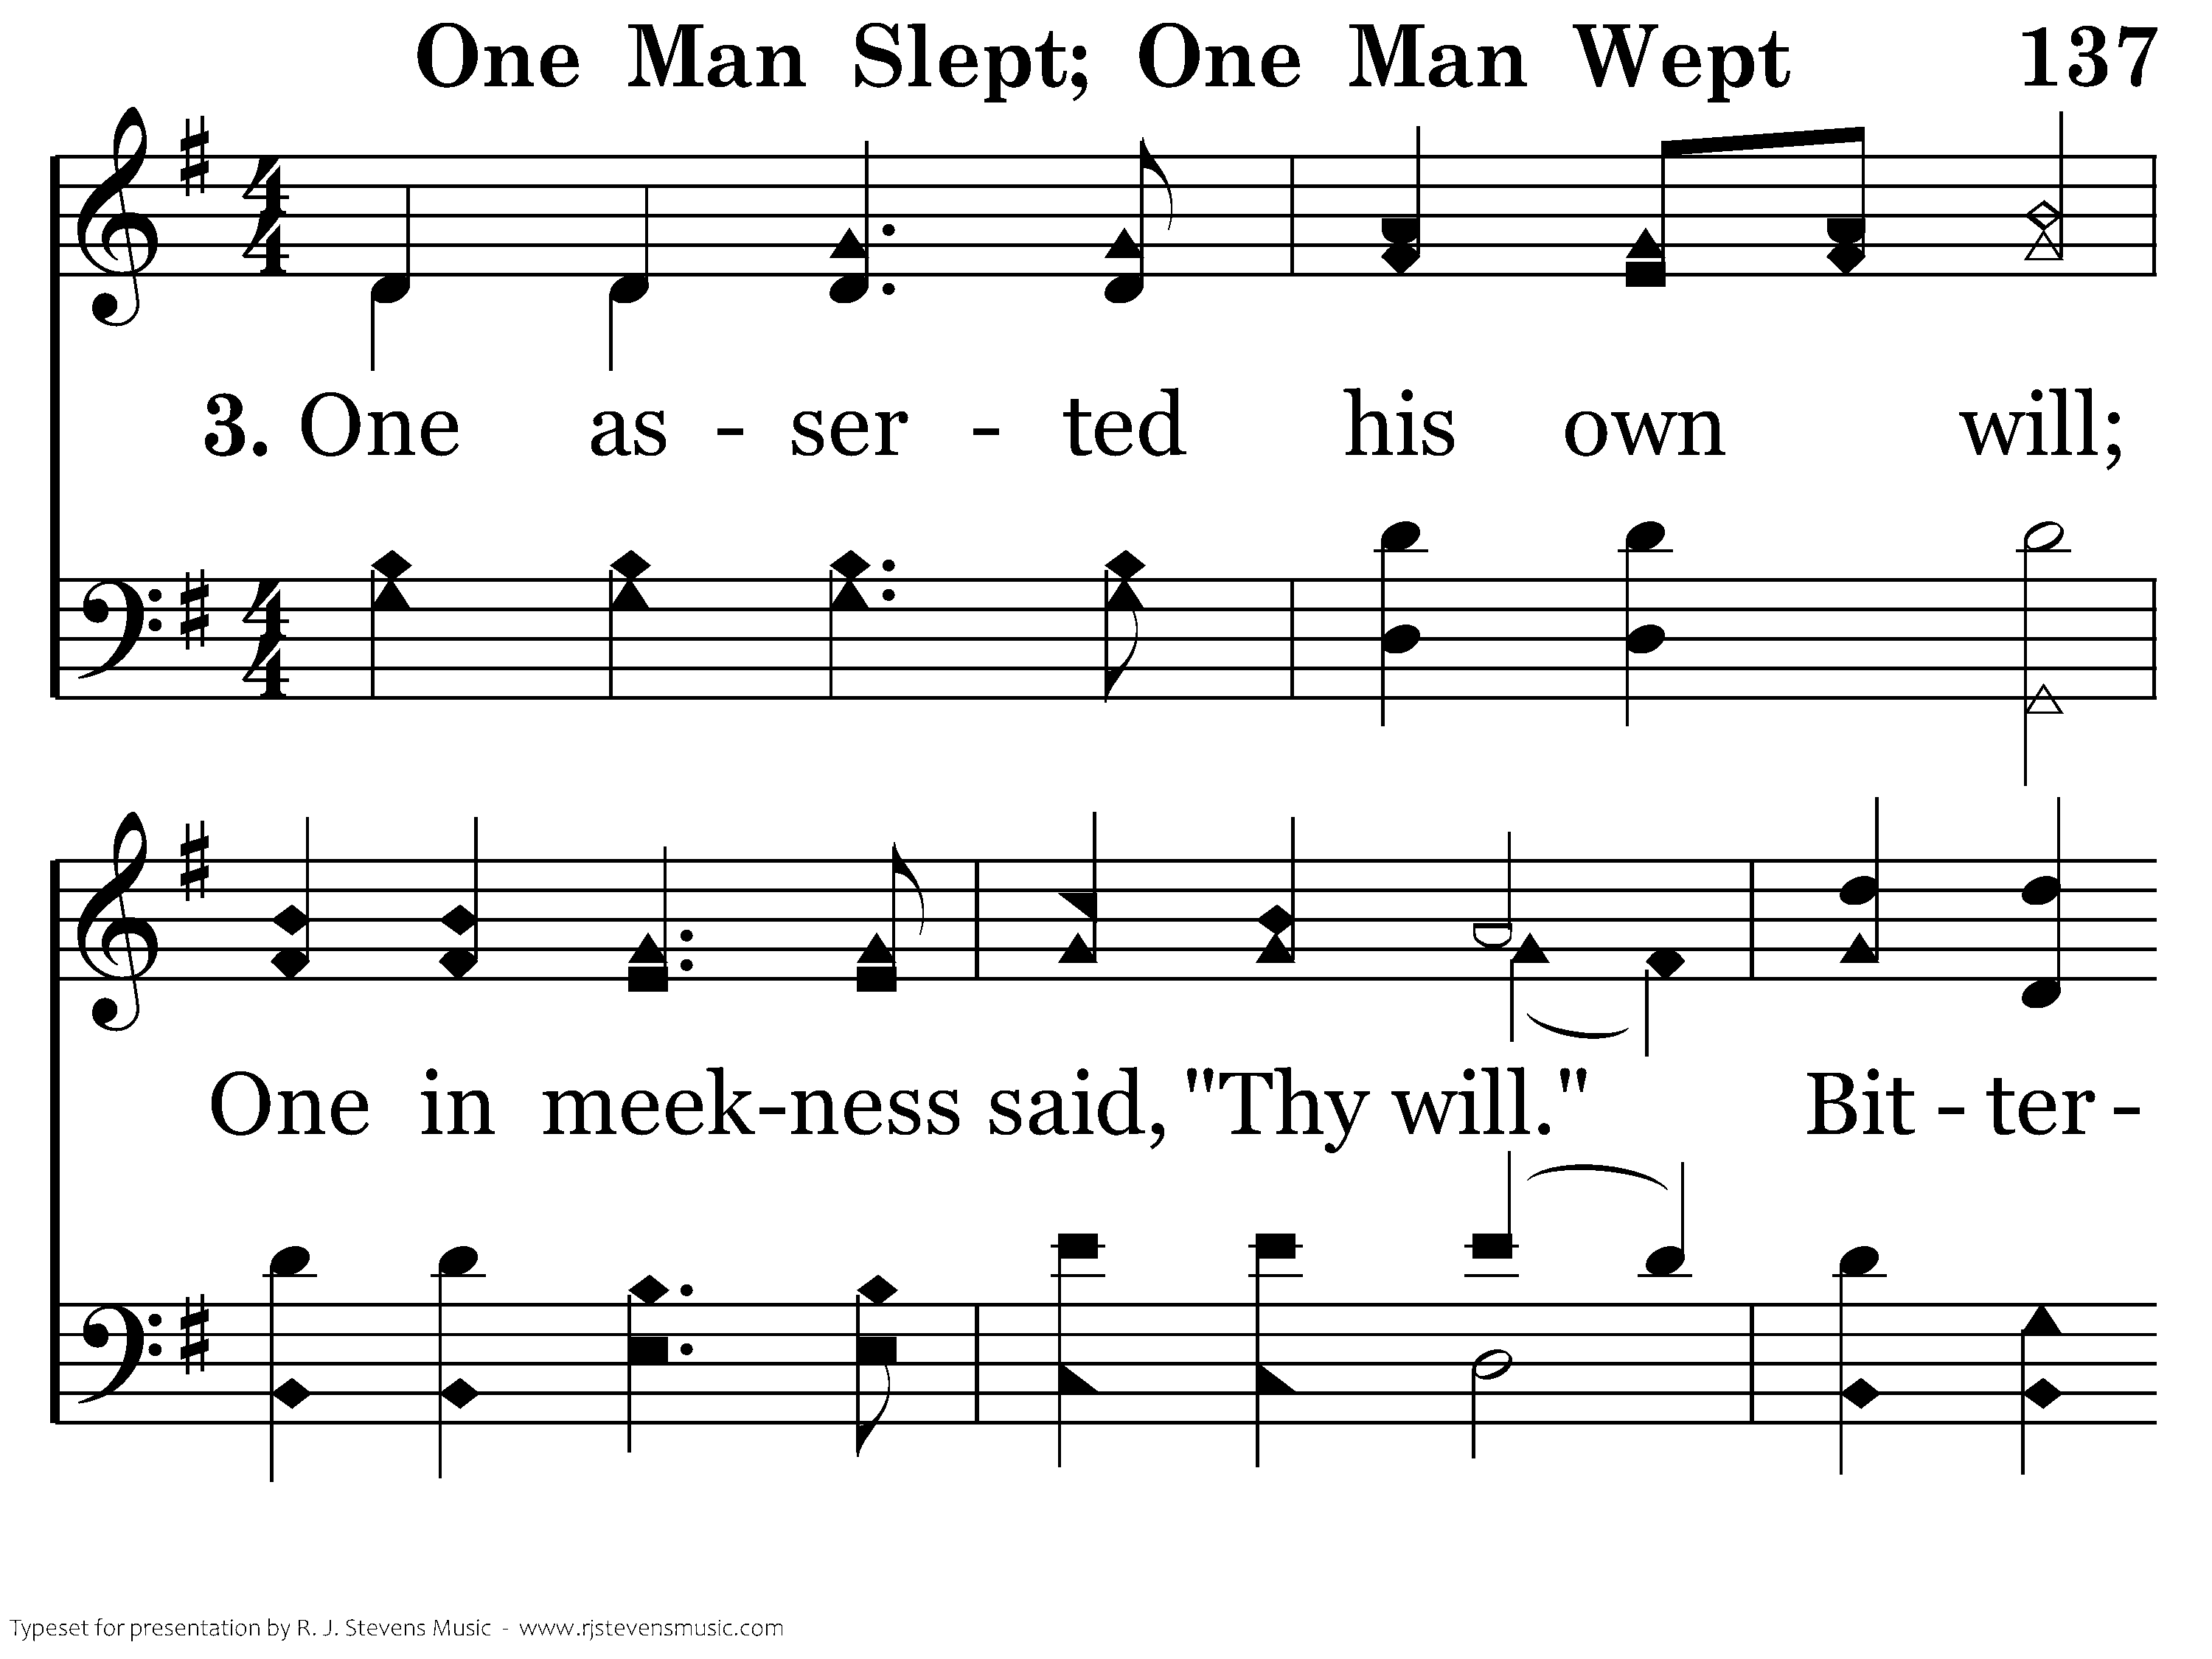 One Man Slept; One Man Wept 137
3. One as - ser - ted his own will;
One in meek-ness said, "Thy will." Bit - ter -
Typeset for presentation by R. J. Stevens Music - www.rjstevensmusic.com